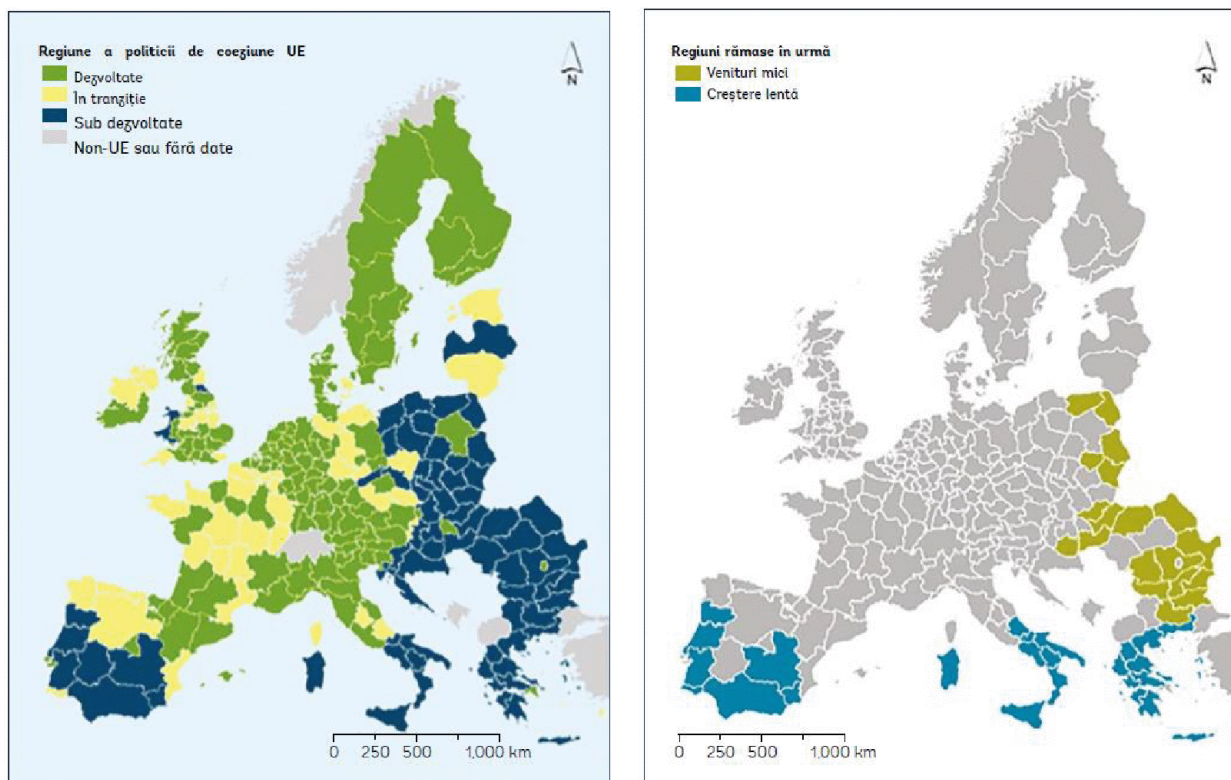 Regiune a politicii de coeziune UE
Dezvoltate
În tranziție
Sub dezvoltate
Non-UE sau fără date
N
0 250 500 1,000 km
Regiuni rămase în urmă
Venituri mici
Creștere lentă
N
0 250 500 1,000 km